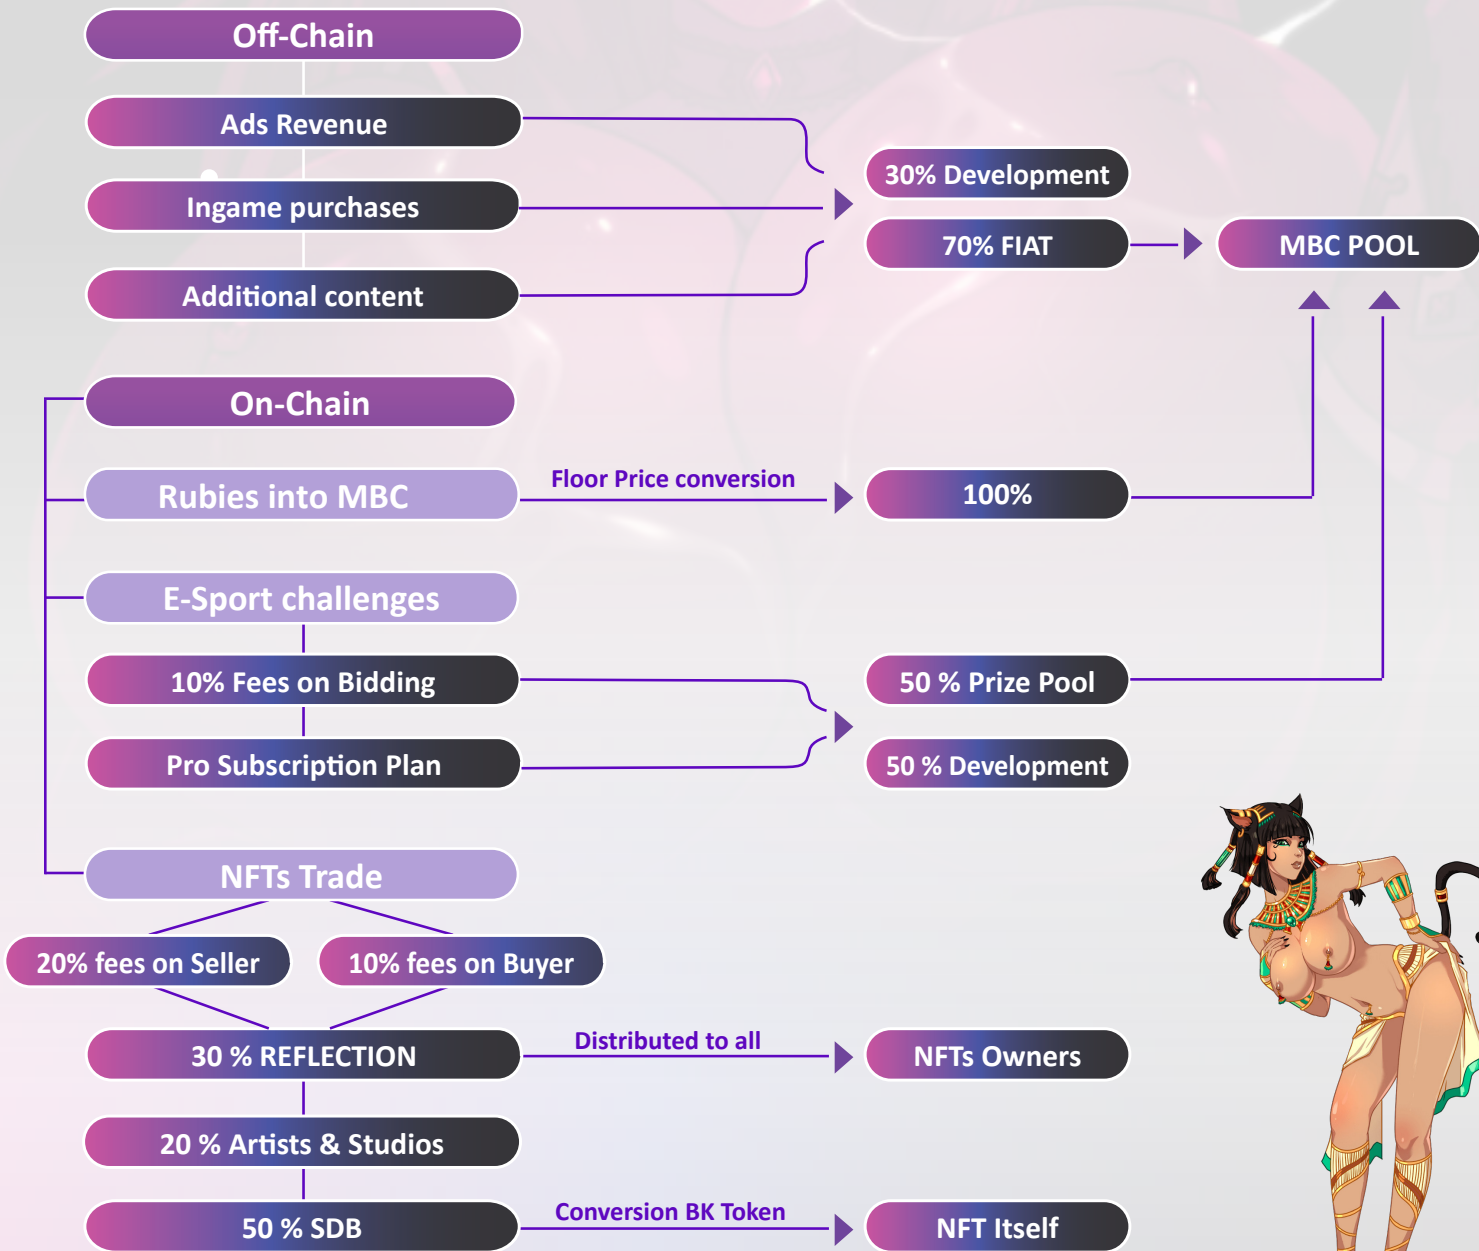 Off-Chain
Ads Revenue
30% Development
Ingame purchases
70% FIAT
MBC POOL
Additional content
On-Chain
Rubies into MBC
Floor Price conversion
100%
E-Sport challenges
10% Fees on Bidding
50 % Prize Pool
Pro Subscription Plan
50 % Development
NFTs Trade
20% fees on Seller
10% fees on Buyer
30 % REFLECTION
Distributed to all
NFTs Owners
20 % Artists & Studios
50 % SDB
Conversion BK Token
NFT Itself